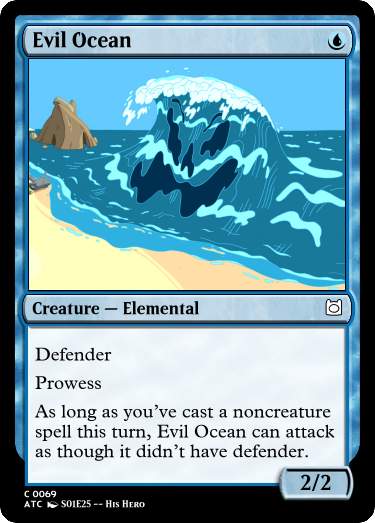 Evil Ocean
Creature — Elemental
Defender
Prowess
As long as you’ve cast a noncreature
spell this turn, Evil Ocean can attack
as though it didn’t have defender.
2/2
C 0069
ATC S01E25 -- His Hero